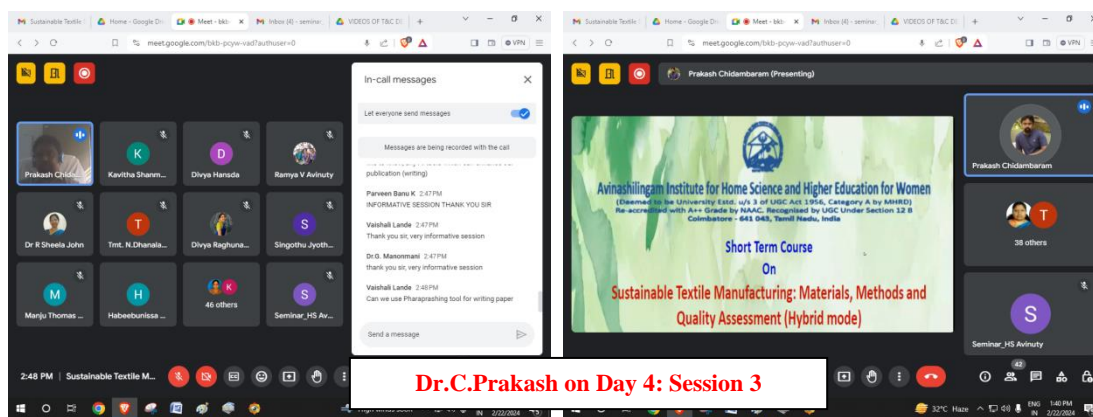 Sustainable Textile
Home - Google Dri
Meet - bkb-
Inbox (4) - seminar
VIDEOS OF T&C DE
meet.google.com/bkb-pcyw-vad?authuser=0
VPN
Prakash Chida
K
Kavitha Shanm...
D
Divya Hansda
Ramya V Avinuty
Dr R Sheela John
T
Tmt. N.Dhanala...
Divya Raghuna...
S
Singothu Jyoth...
M
Manju Thomas ...
H
Habeebunissa ...
K
46 others
S
Seminar_HS Av...
In-call messages
Let everyone send messages
Messages are being recorded with the call
publication (writing)
Parveen Banu K 2:47PM
INFORMATIVE SESSION THANK YOU SIR
Vaishali Lande 2:47PM
Thank you sir, very informative session
Dr.G. Manonmani 2:47PM
thank you sir, very informative session
Vaishali Lande 2:48PM
Can we use Pharaprashing tool for writing paper
Send a message
2:48 PM | Sustainable Textile M...
IN 2/22/2024
Sustainable Textile
Home - Google Dri
Meet - bkb-
Inbox (4) - seminar
VIDEOS OF T&C DE
meet.google.com/bkb-pcyw-vad?authuser=0
VPN
Prakash Chidambaram (Presenting)
Avinashilingam Institute for Home Science and Higher Education for Women
(Deemed to be University Estd. u/s 3 of UGC Act 1956, Category A by MHRD)
Re-accredited with A++ Grade by NAAC. Recognised by UGC Under Section 12 B
Coimbatore - 641 043, Tamil Nadu, India
Short Term Course
On
Sustainable Textile Manufacturing: Materials, Methods and
Quality Assessment (Hybrid mode)
Prakash Chidambaram
T
38 others
S
Seminar_HS Avinuty
42
32°C Haze
ENG 1:40 PM
IN 2/22/2024
Dr.C.Prakash on Day 4: Session 3